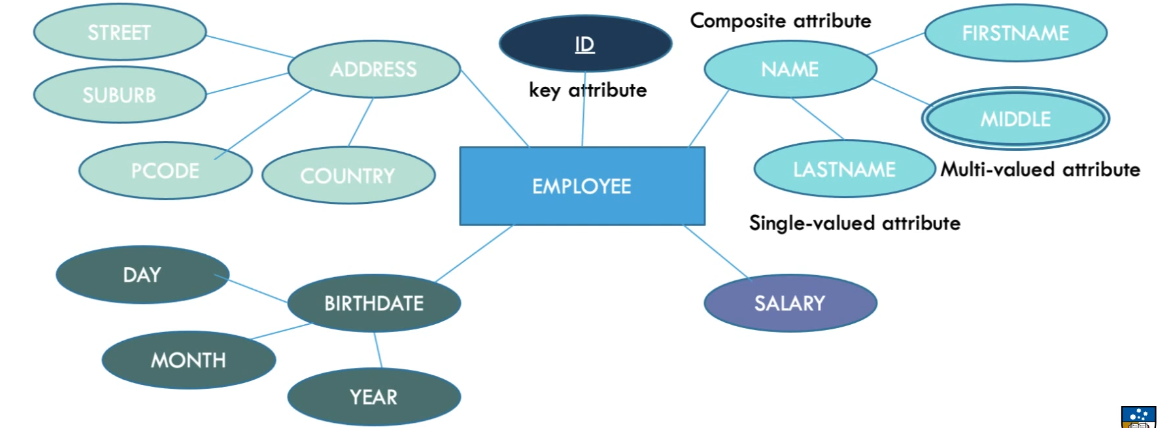 STREET
SUBURB
PCODE
COUNTRY
ADDRESS
ID
key attribute
Composite attribute
NAME
FIRSTNAME
MIDDLE
LASTNAME
Multi-valued attribute
Single-valued attribute
EMPLOYEE
DAY
MONTH
YEAR
BIRTHDATE
SALARY